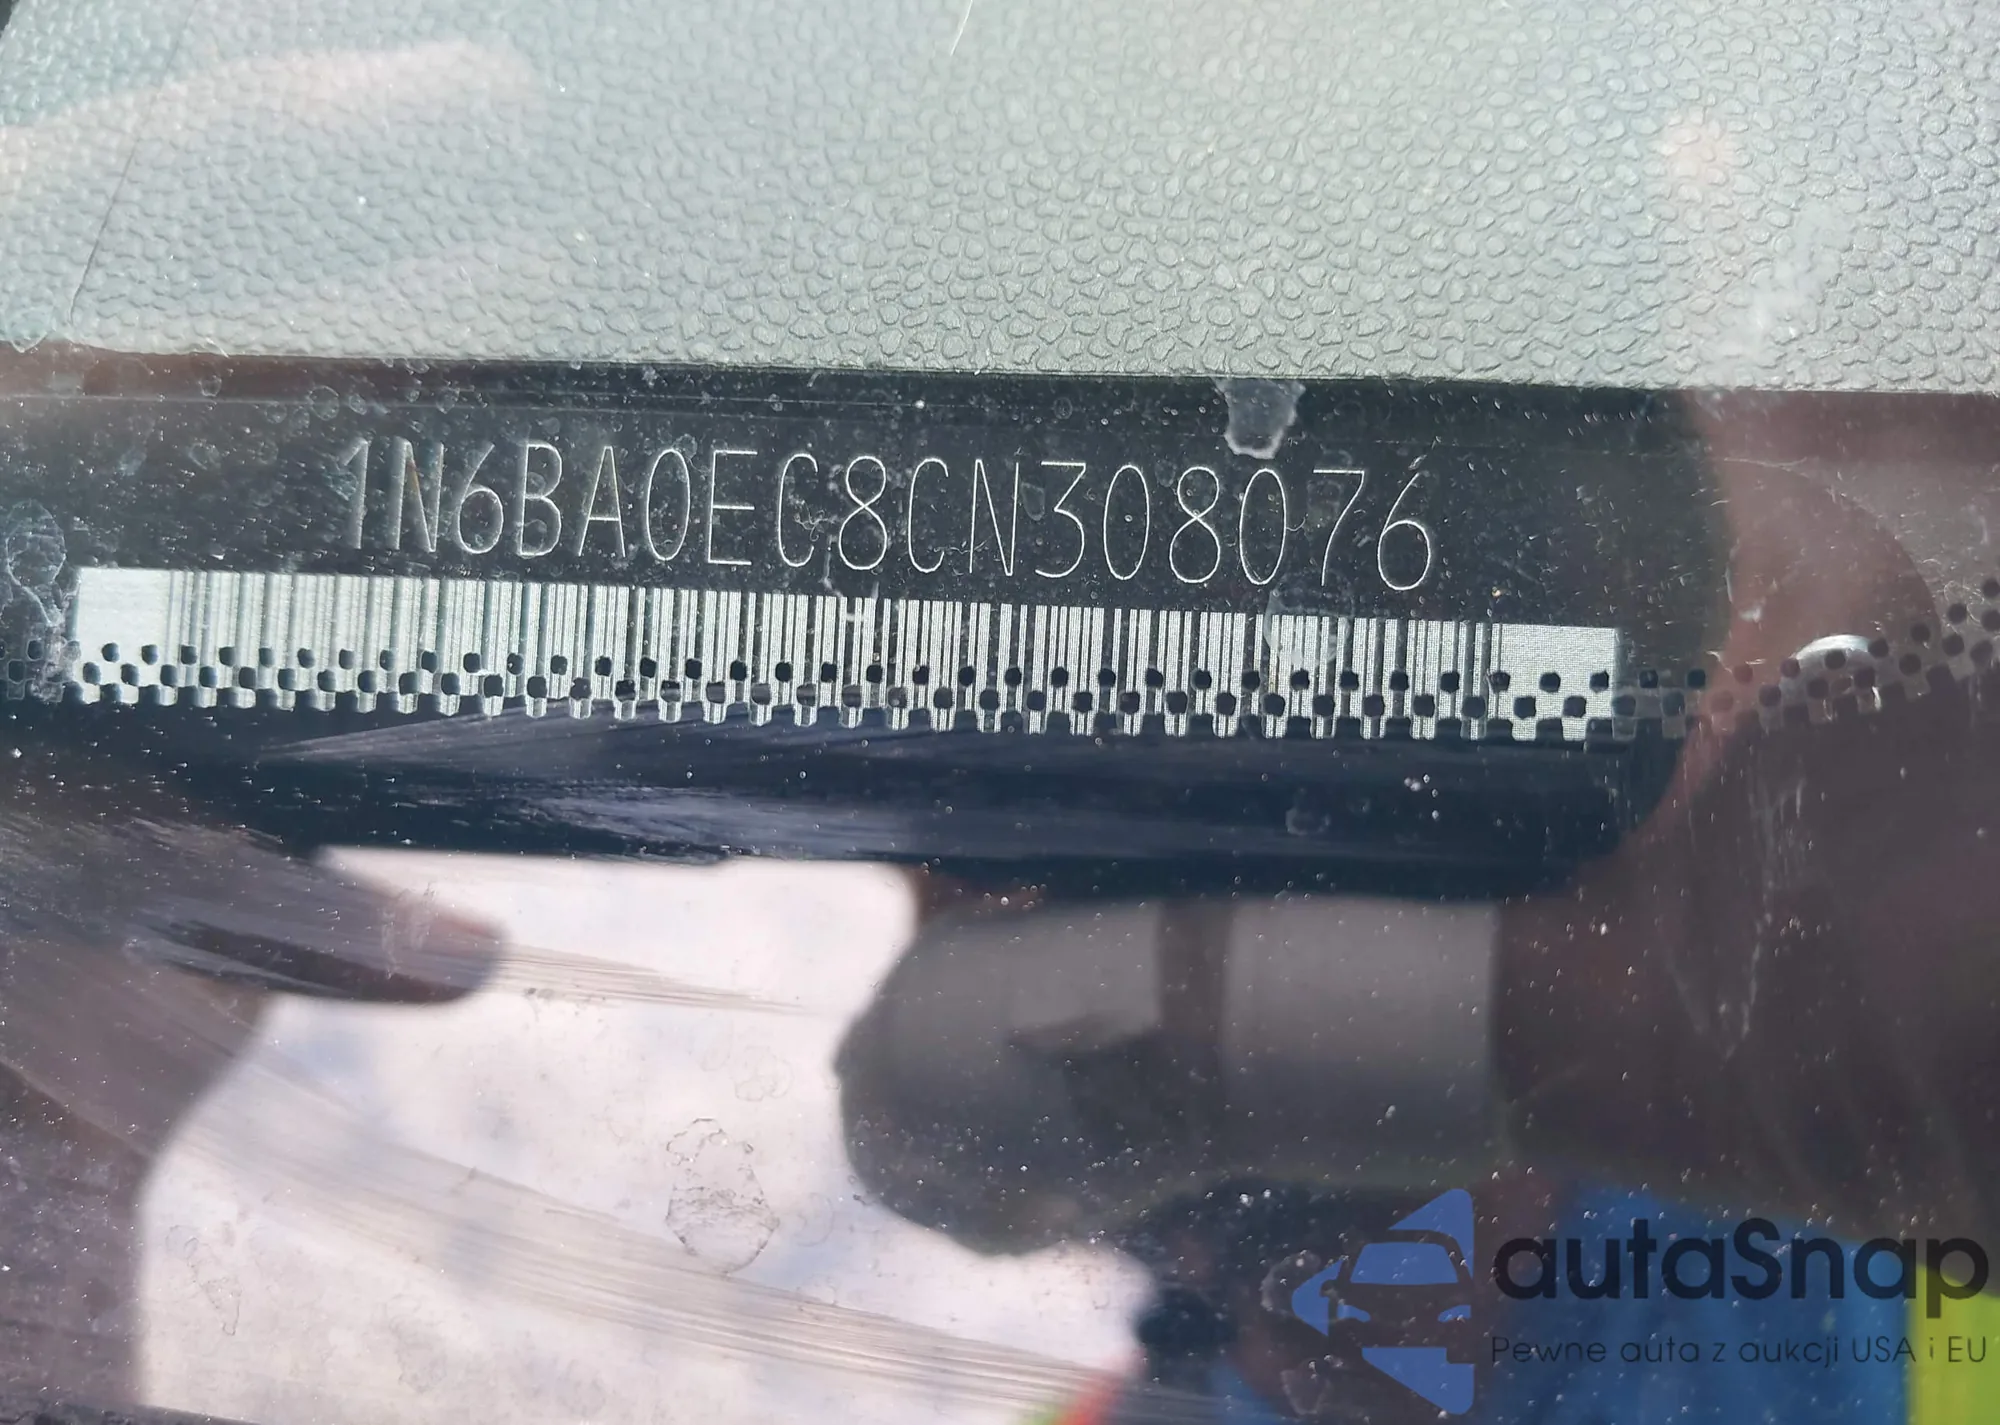 1N6BA0EC8CN308076
autaSnap
Pewne auta z aukcji USA i EU